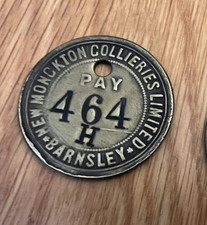 NEW MONCKTON COLLIERIES LIMITED
PAY
464
H
★BARNSLEY★